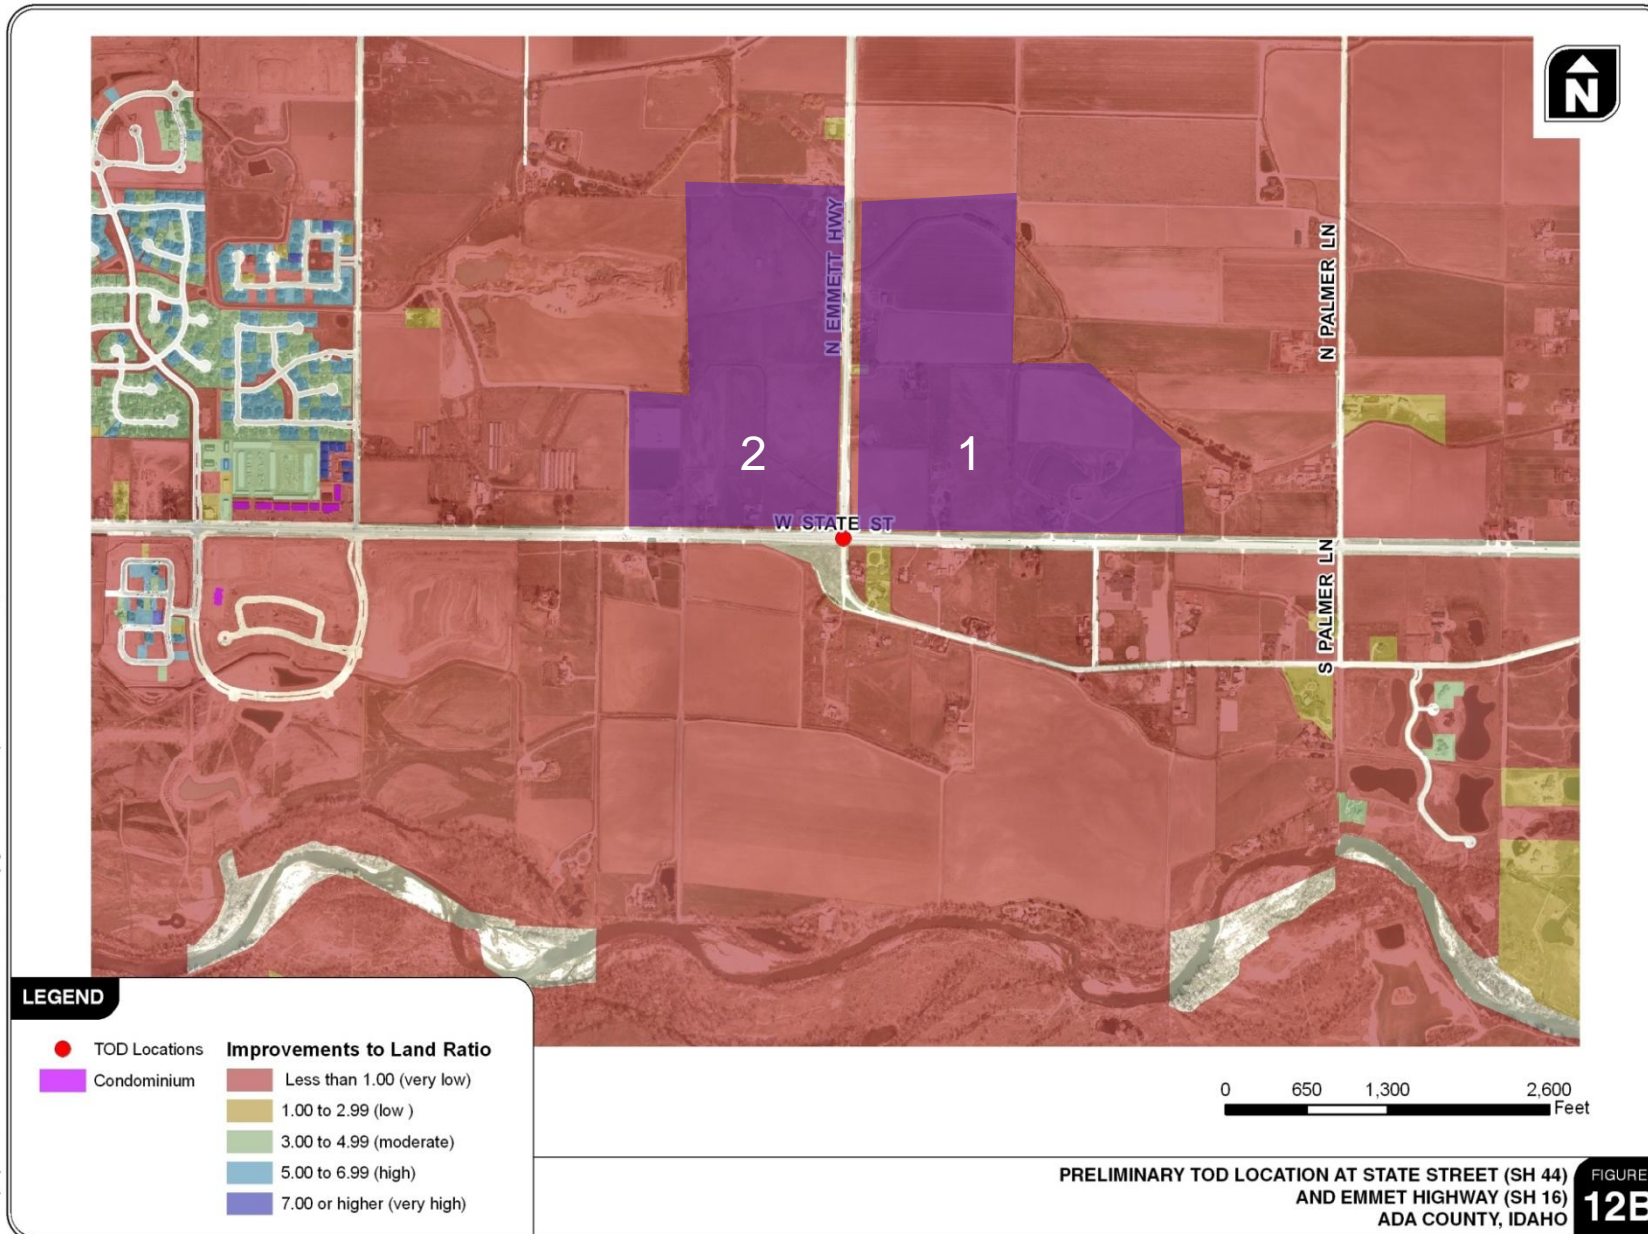 N
N EMMETT HWY
N PALMER LN
2
1
W STATE ST
S PALMER LN
LEGEND
TOD Locations
Condominium
Improvements to Land Ratio
Less than 1.00 (very low)
1.00 to 2.99 (low )
3.00 to 4.99 (moderate)
5.00 to 6.99 (high)
7.00 or higher (very high)
0 650 1,300 2,600
Feet
PRELIMINARY TOD LOCATION AT STATE STREET (SH 44)
AND EMMET HIGHWAY (SH 16)
ADA COUNTY, IDAHO
FIGURE
12B